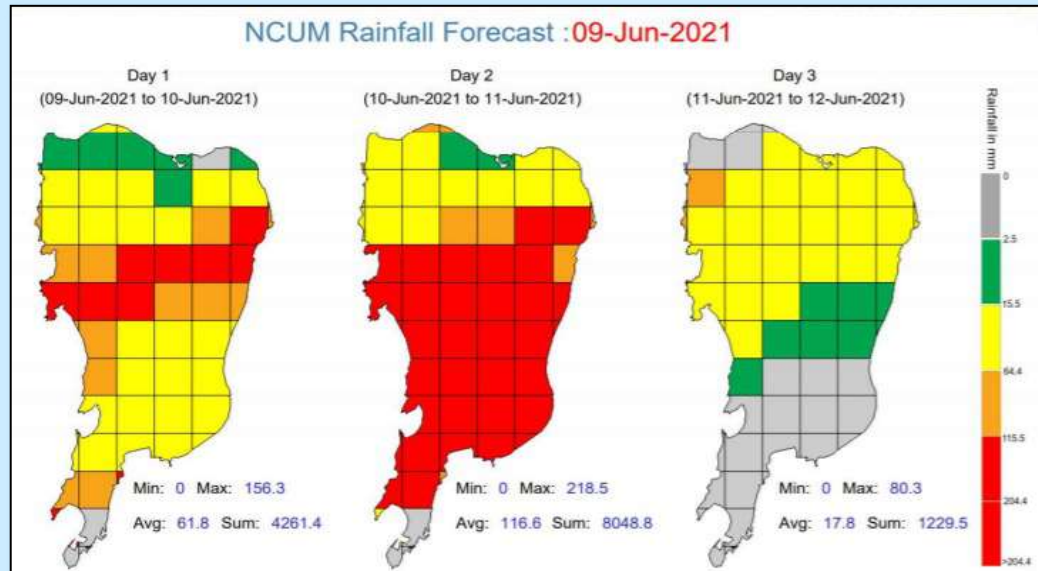 NCUM Rainfall Forecast :09-Jun-2021
Day 1
(09-Jun-2021 to 10-Jun-2021)
Day 2
(10-Jun-2021 to 11-Jun-2021)
Day 3
(11-Jun-2021 to 12-Jun-2021)
Rainfall in mm
0
2.5
15.5
64.4
115.5
204.4
>204.4
Min: 0 Max: 156.3
Avg: 61.8 Sum: 4261.4
Min: 0 Max: 218.5
Avg: 116.6 Sum: 8048.8
Min: 0 Max: 80.3
Avg: 17.8 Sum: 1229.5